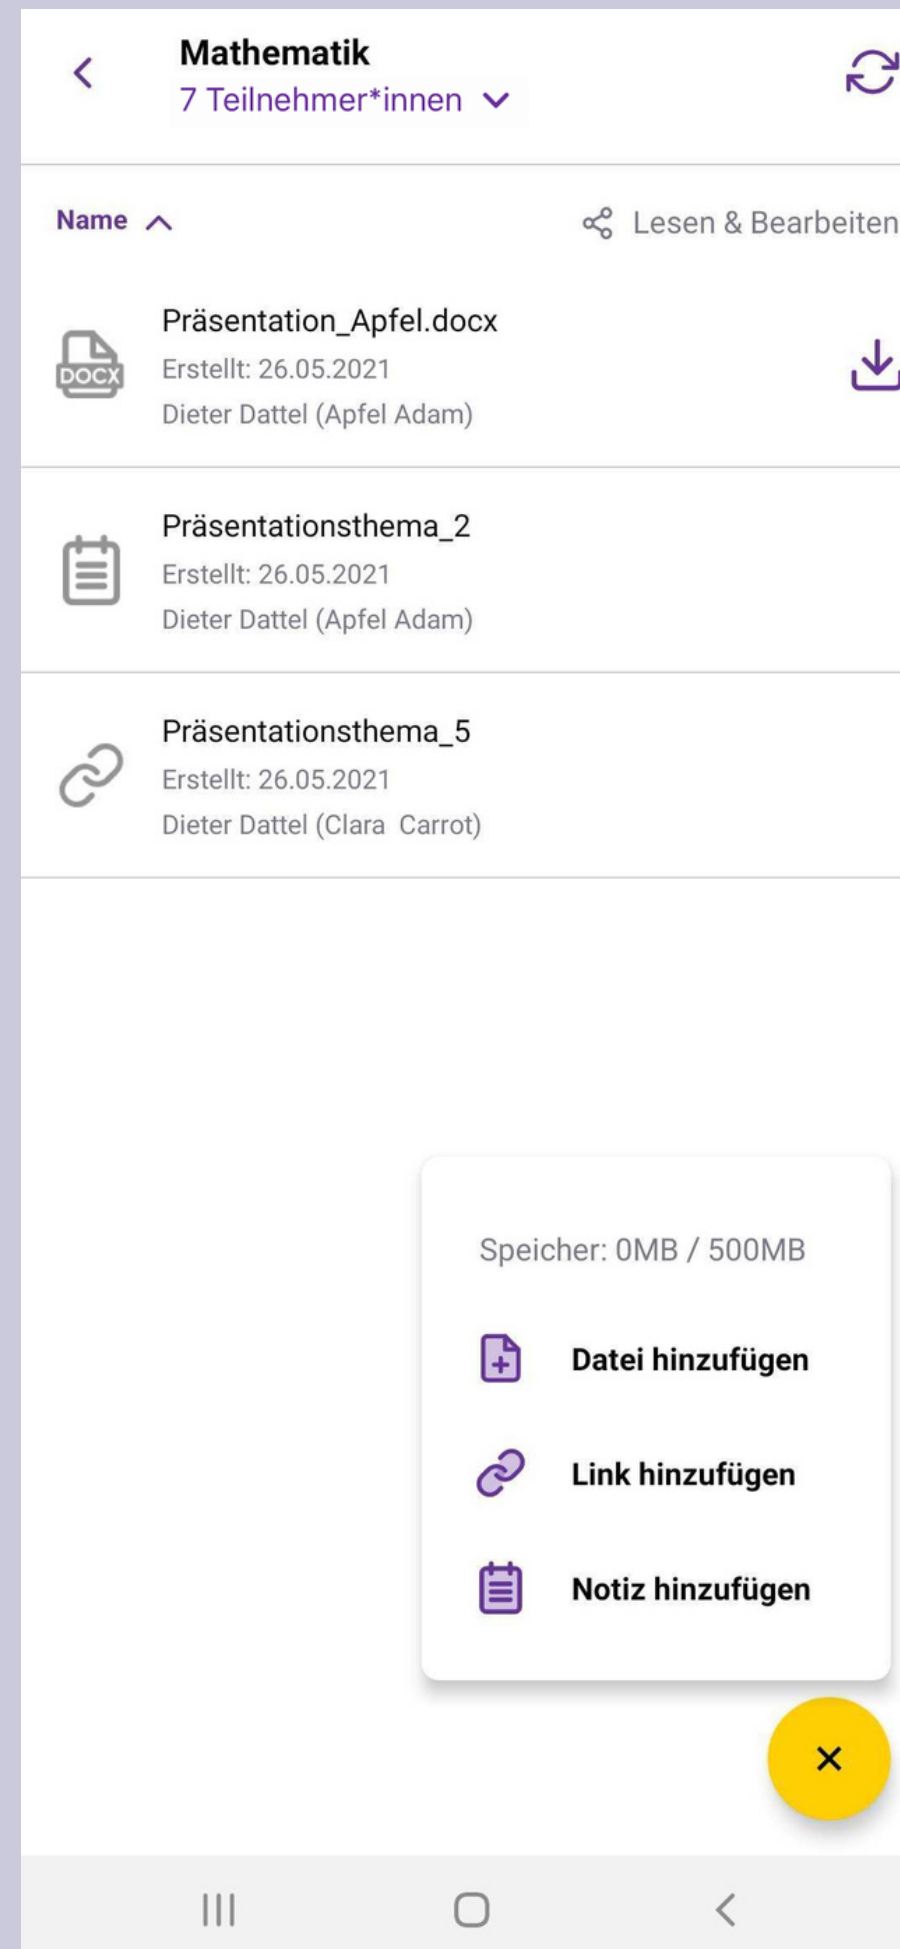 Mathematik
7 Teilnehmer*innen
Name
Lesen & Bearbeiten
Präsentation_Apfel.docx
Erstellt: 26.05.2021
Dieter Dattel (Apfel Adam)
DOCX
Präsentationsthema_2
Erstellt: 26.05.2021
Dieter Dattel (Apfel Adam)
Präsentationsthema_5
Erstellt: 26.05.2021
Dieter Dattel (Clara  Carrot)
Speicher: 0MB / 500MB
Datei hinzufügen
Link hinzufügen
Notiz hinzufügen